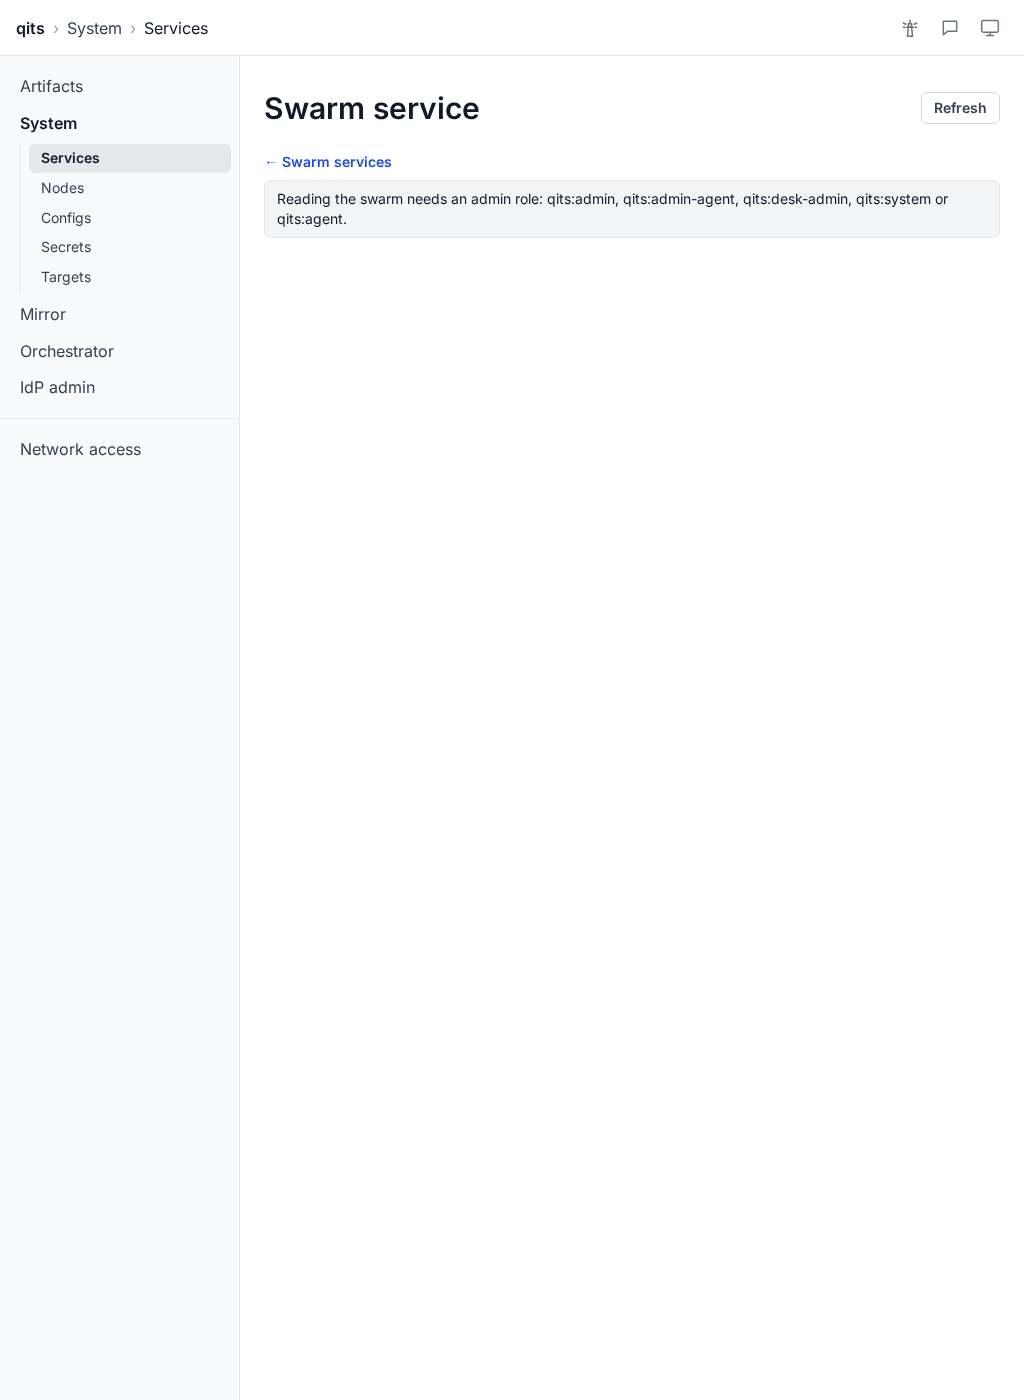 qits › System › Services
Artifacts
System
Services
Nodes
Configs
Secrets
Targets
Mirror
Orchestrator
IdP admin
Network access
Swarm service
Refresh
← Swarm services
Reading the swarm needs an admin role: qits:admin, qits:admin-agent, qits:desk-admin, qits:system or
qits:agent.